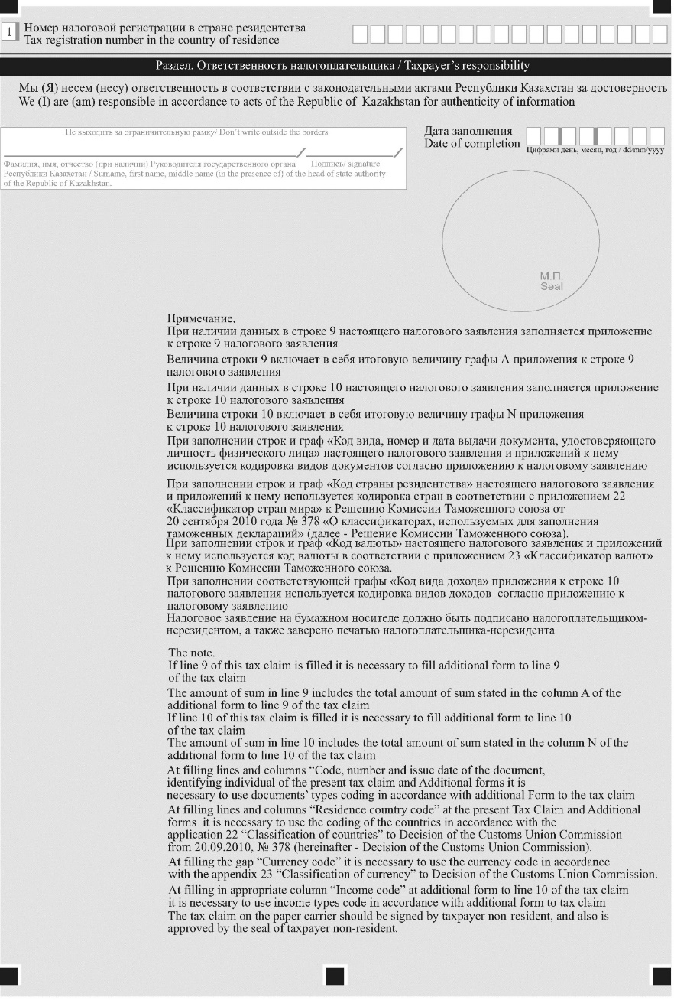 1
Номер налоговой регистрации в стране резидентства
Tax registration number in the country of residence
Раздел. Ответственность налогоплательщика / Taxpayer’s responsibility
Мы (Я) несем (несу) ответственность в соответствии с законодательными актами Республики Казахстан за достоверность
We (I) are (am) responsible in accordance to acts of the Republic of Kazakhstan for authenticity of information
Не выходить за ограничительную рамку/ Don’t write outside the borders
/ /
Фамилия, имя, отчество (при наличии) Руководителя государственного органа Подпись/ signature
Республики Казахстан / Surname, first name, middle name (in the presence of) of the head of state authority
of the Republic of Kazakhstan.
Дата заполнения
Date of completion
Цифрами день, месяц, год / dd/mm/yyyy
М.П.
Seal
Примечание.
При наличии данных в строке 9 настоящего налогового заявления заполняется приложение
к строке 9 налогового заявления
Величина строки 9 включает в себя итоговую величину графы А приложения к строке 9
налогового заявления
При наличии данных в строке 10 настоящего налогового заявления заполняется приложение
к строке 10 налогового заявления
Величина строки 10 включает в себя итоговую величину графы N приложения
к строке 10 налогового заявления
При заполнении строк и граф «Код вида, номер и дата выдачи документа, удостоверяющего
личность физического лица» настоящего налогового заявления и приложений к нему
используется кодировка видов документов согласно приложению к налоговому заявлению
При заполнении строк и граф «Код страны резидентства» настоящего налогового заявления
и приложений к нему используется кодировка стран в соответствии с приложением 22
«Классификатор стран мира» к Решению Комиссии Таможенного союза от
20 сентября 2010 года № 378 «О классификаторах, используемых для заполнения
таможенных деклараций» (далее - Решение Комиссии Таможенного союза).
При заполнении строк и граф «Код валюты» настоящего налогового заявления и приложений
к нему используется код валюты в соответствии с приложением 23 «Классификатор валют»
к Решению Комиссии Таможенного союза.
При заполнении соответствующей графы «Код вида дохода» приложения к строке 10
налогового заявления используется кодировка видов доходов согласно приложению к
налоговому заявлению
Налоговое заявление на бумажном носителе должно быть подписано налогоплательщиком-
нерезидентом, а также заверено печатью налогоплательщика-нерезидента
The note.
If line 9 of this tax claim is filled it is necessary to fill additional form to line 9
of the tax claim
The amount of sum in line 9 includes the total amount of sum stated in the column A of the
additional form to line 9 of the tax claim
If line 10 of this tax claim is filled it is necessary to fill additional form to line 10
of the tax claim
The amount of sum in line 10 includes the total amount of sum stated in the column N of the
additional form to line 10 of the tax claim
At filling lines and columns “Code, number and issue date of the document,
identifying individual of the present tax claim and Additional forms it is
necessary to use documents’ types coding in accordance with additional Form to the tax claim
At filling lines and columns “Residence country code” at the present Tax Claim and Additional
forms it is necessary to use the coding of the countries in accordance with the
application 22 “Classification of countries” to Decision of the Customs Union Commission
from 20.09.2010, № 378 (hereinafter - Decision of the Customs Union Commission).
At filling the gap “Currency code” it is necessary to use the currency code in accordance
with the appendix 23 “Classification of currency” to Decision of the Customs Union Commission.
At filling in appropriate column “Income code” at additional form to line 10 of the tax claim
it is necessary to use income types code in accordance with additional form to tax claim
The tax claim on the paper carrier should be signed by taxpayer non-resident, and also is
approved by the seal of taxpayer non-resident.